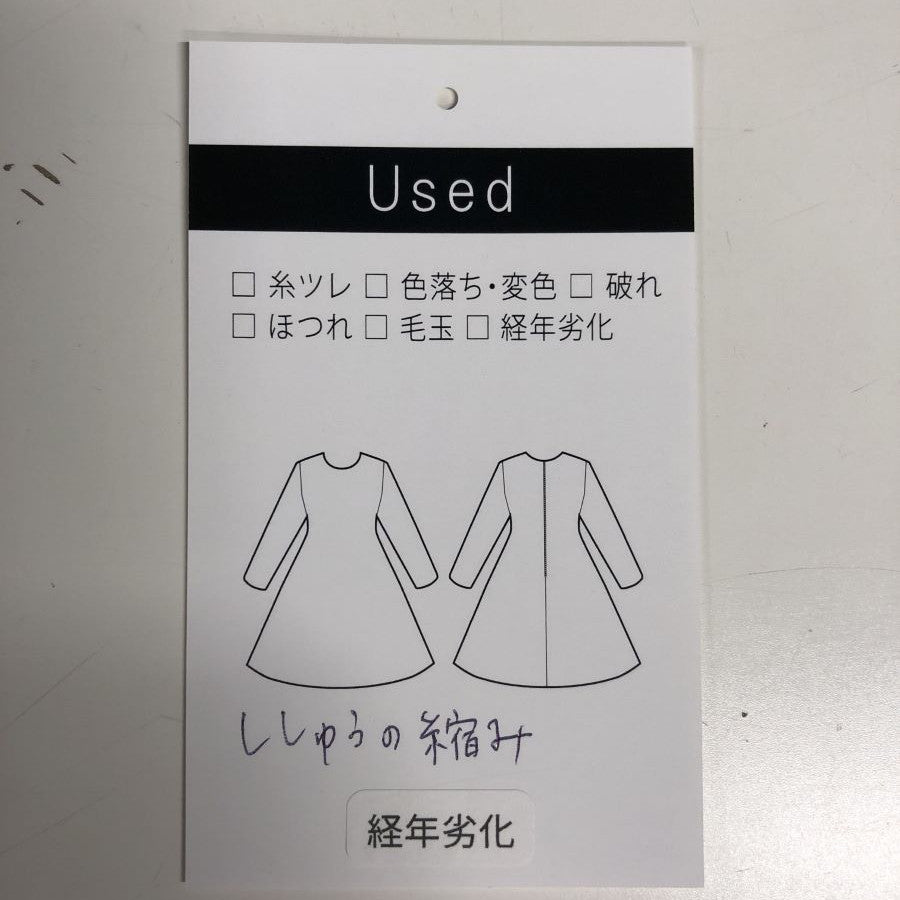 Used
□ 糸ツレ □ 色落ち・変色 □ 破れ
□ ほつれ □ 毛玉 □ 経年劣化
ししゅうの縮み
経年劣化